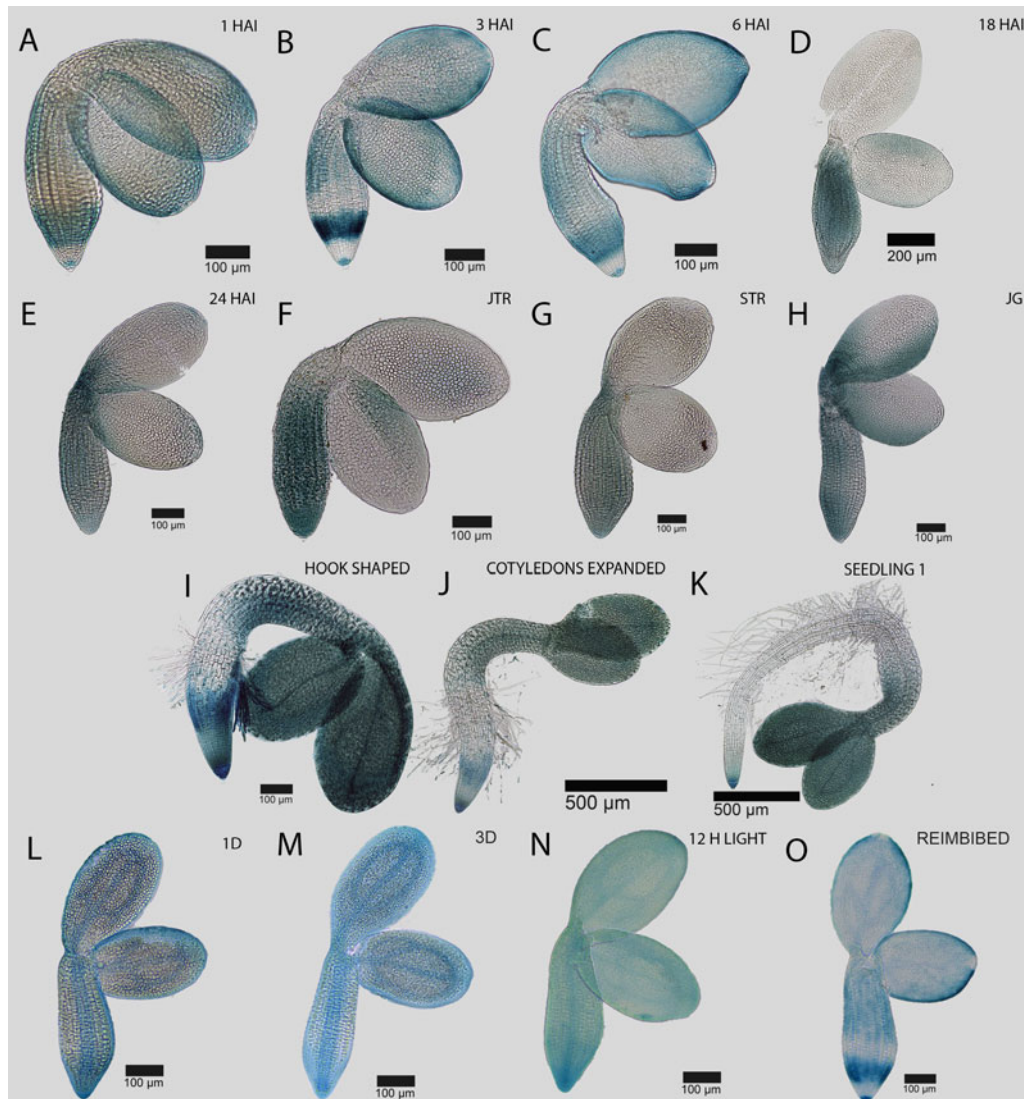 A 1 HAI B 3 HAI C 6 HAI D 18 HAI
100 µm 100 µm 100 µm 200 µm
E 24 HAI F JTR G STR H JG
100 µm 100 µm 100 µm 100 µm
I HOOK SHAPED J COTYLEDONS EXPANDED K SEEDLING 1
100 µm 500 µm 500 µm
L 1D M 3D N 12 H LIGHT O REIMBIBED
100 µm 100 µm 100 µm 100 µm